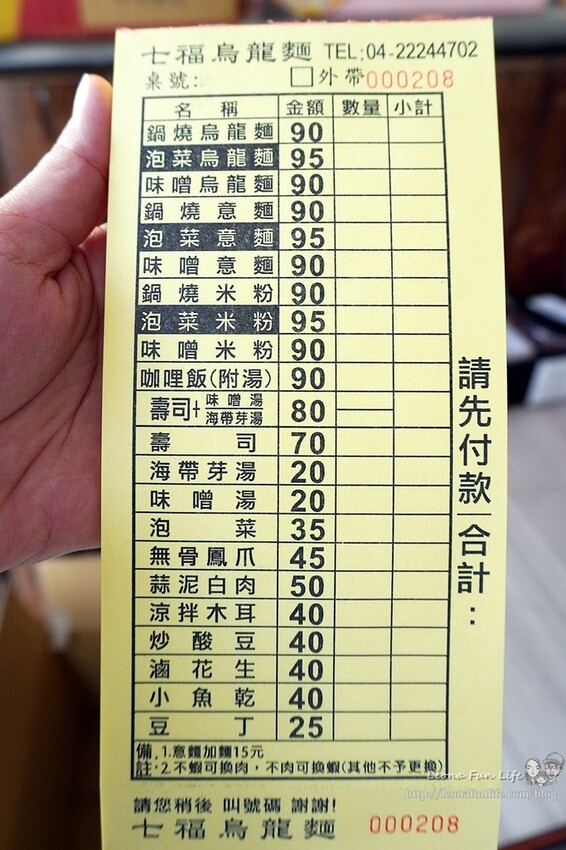 七福烏龍麵 TEL:04-22244702
桌號: □外帶000208
名稱 金額 數量 小計
鍋燒烏龍麵 90
泡菜烏龍麵 95
味噌烏龍麵 90
鍋燒意麵 90
泡菜意麵 95
味噌意麵 90
鍋燒米粉 90
泡菜米粉 95
味噌米粉 90
咖哩飯(附湯) 90
壽司+味噌湯 海帶芽湯 80
壽司 70
海帶芽湯 20
味噌湯 20
泡菜 35
無骨鳳爪 45
蒜泥白肉 50
涼拌木耳 40
炒酸豆 40
滷花生 40
小魚乾 40
豆丁 25
備註:1.意麵加麵15元
2.不蝦可換肉,不肉可換蝦(其他不予更換)
請先付款 合計:
請您稍後 叫號碼 謝謝!
七福烏龍麵 000208
Leona Fun Life
http://leonafunlife.com/blog